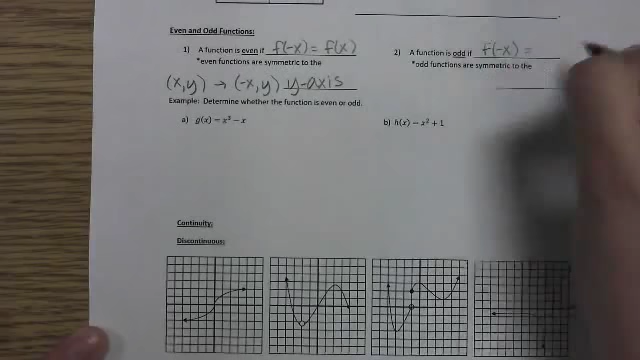 Even and Odd Functions:
1) A function is even if f(-x) = f(x)
*even functions are symmetric to the
(x,y) → (-x,y) y-axis
2) A function is odd if f(-x) =
*odd functions are symmetric to the
Example: Determine whether the function is even or odd.
a) g(x) = x³ − x
b) h(x) = x² + 1
Continuity:
Discontinuous: